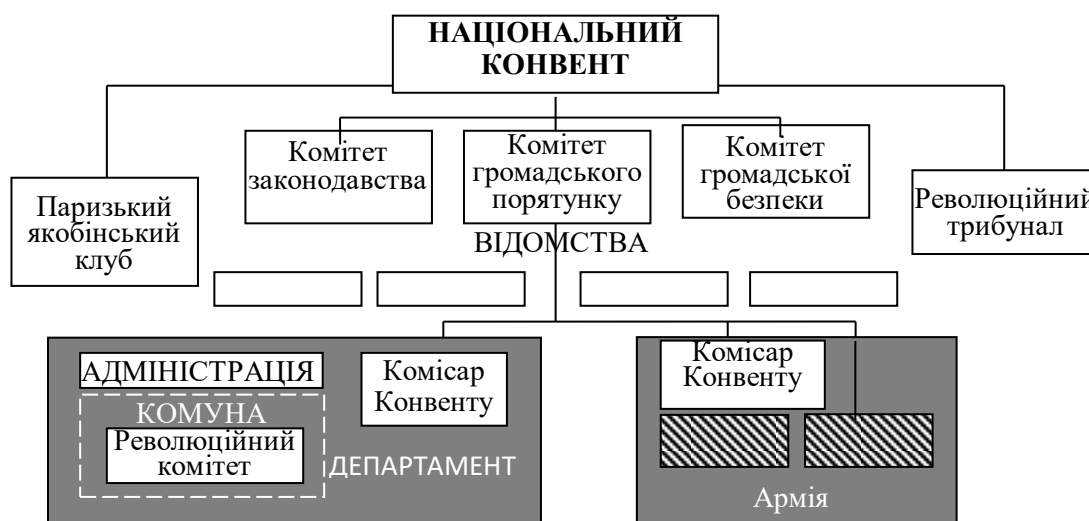 НАЦІОНАЛЬНИЙ
КОНВЕНТ
Комітет
законодавства
Комітет
громадського
порятунку
Комітет
громадської
безпеки
Паризький
якобінський
клуб
Революційний
трибунал
ВІДОМСТВА
АДМІНІСТРАЦІЯ
КОМУНА
Революційний
комітет
Комісар
Конвенту
ДЕПАРТАМЕНТ
Комісар
Конвенту
Армія